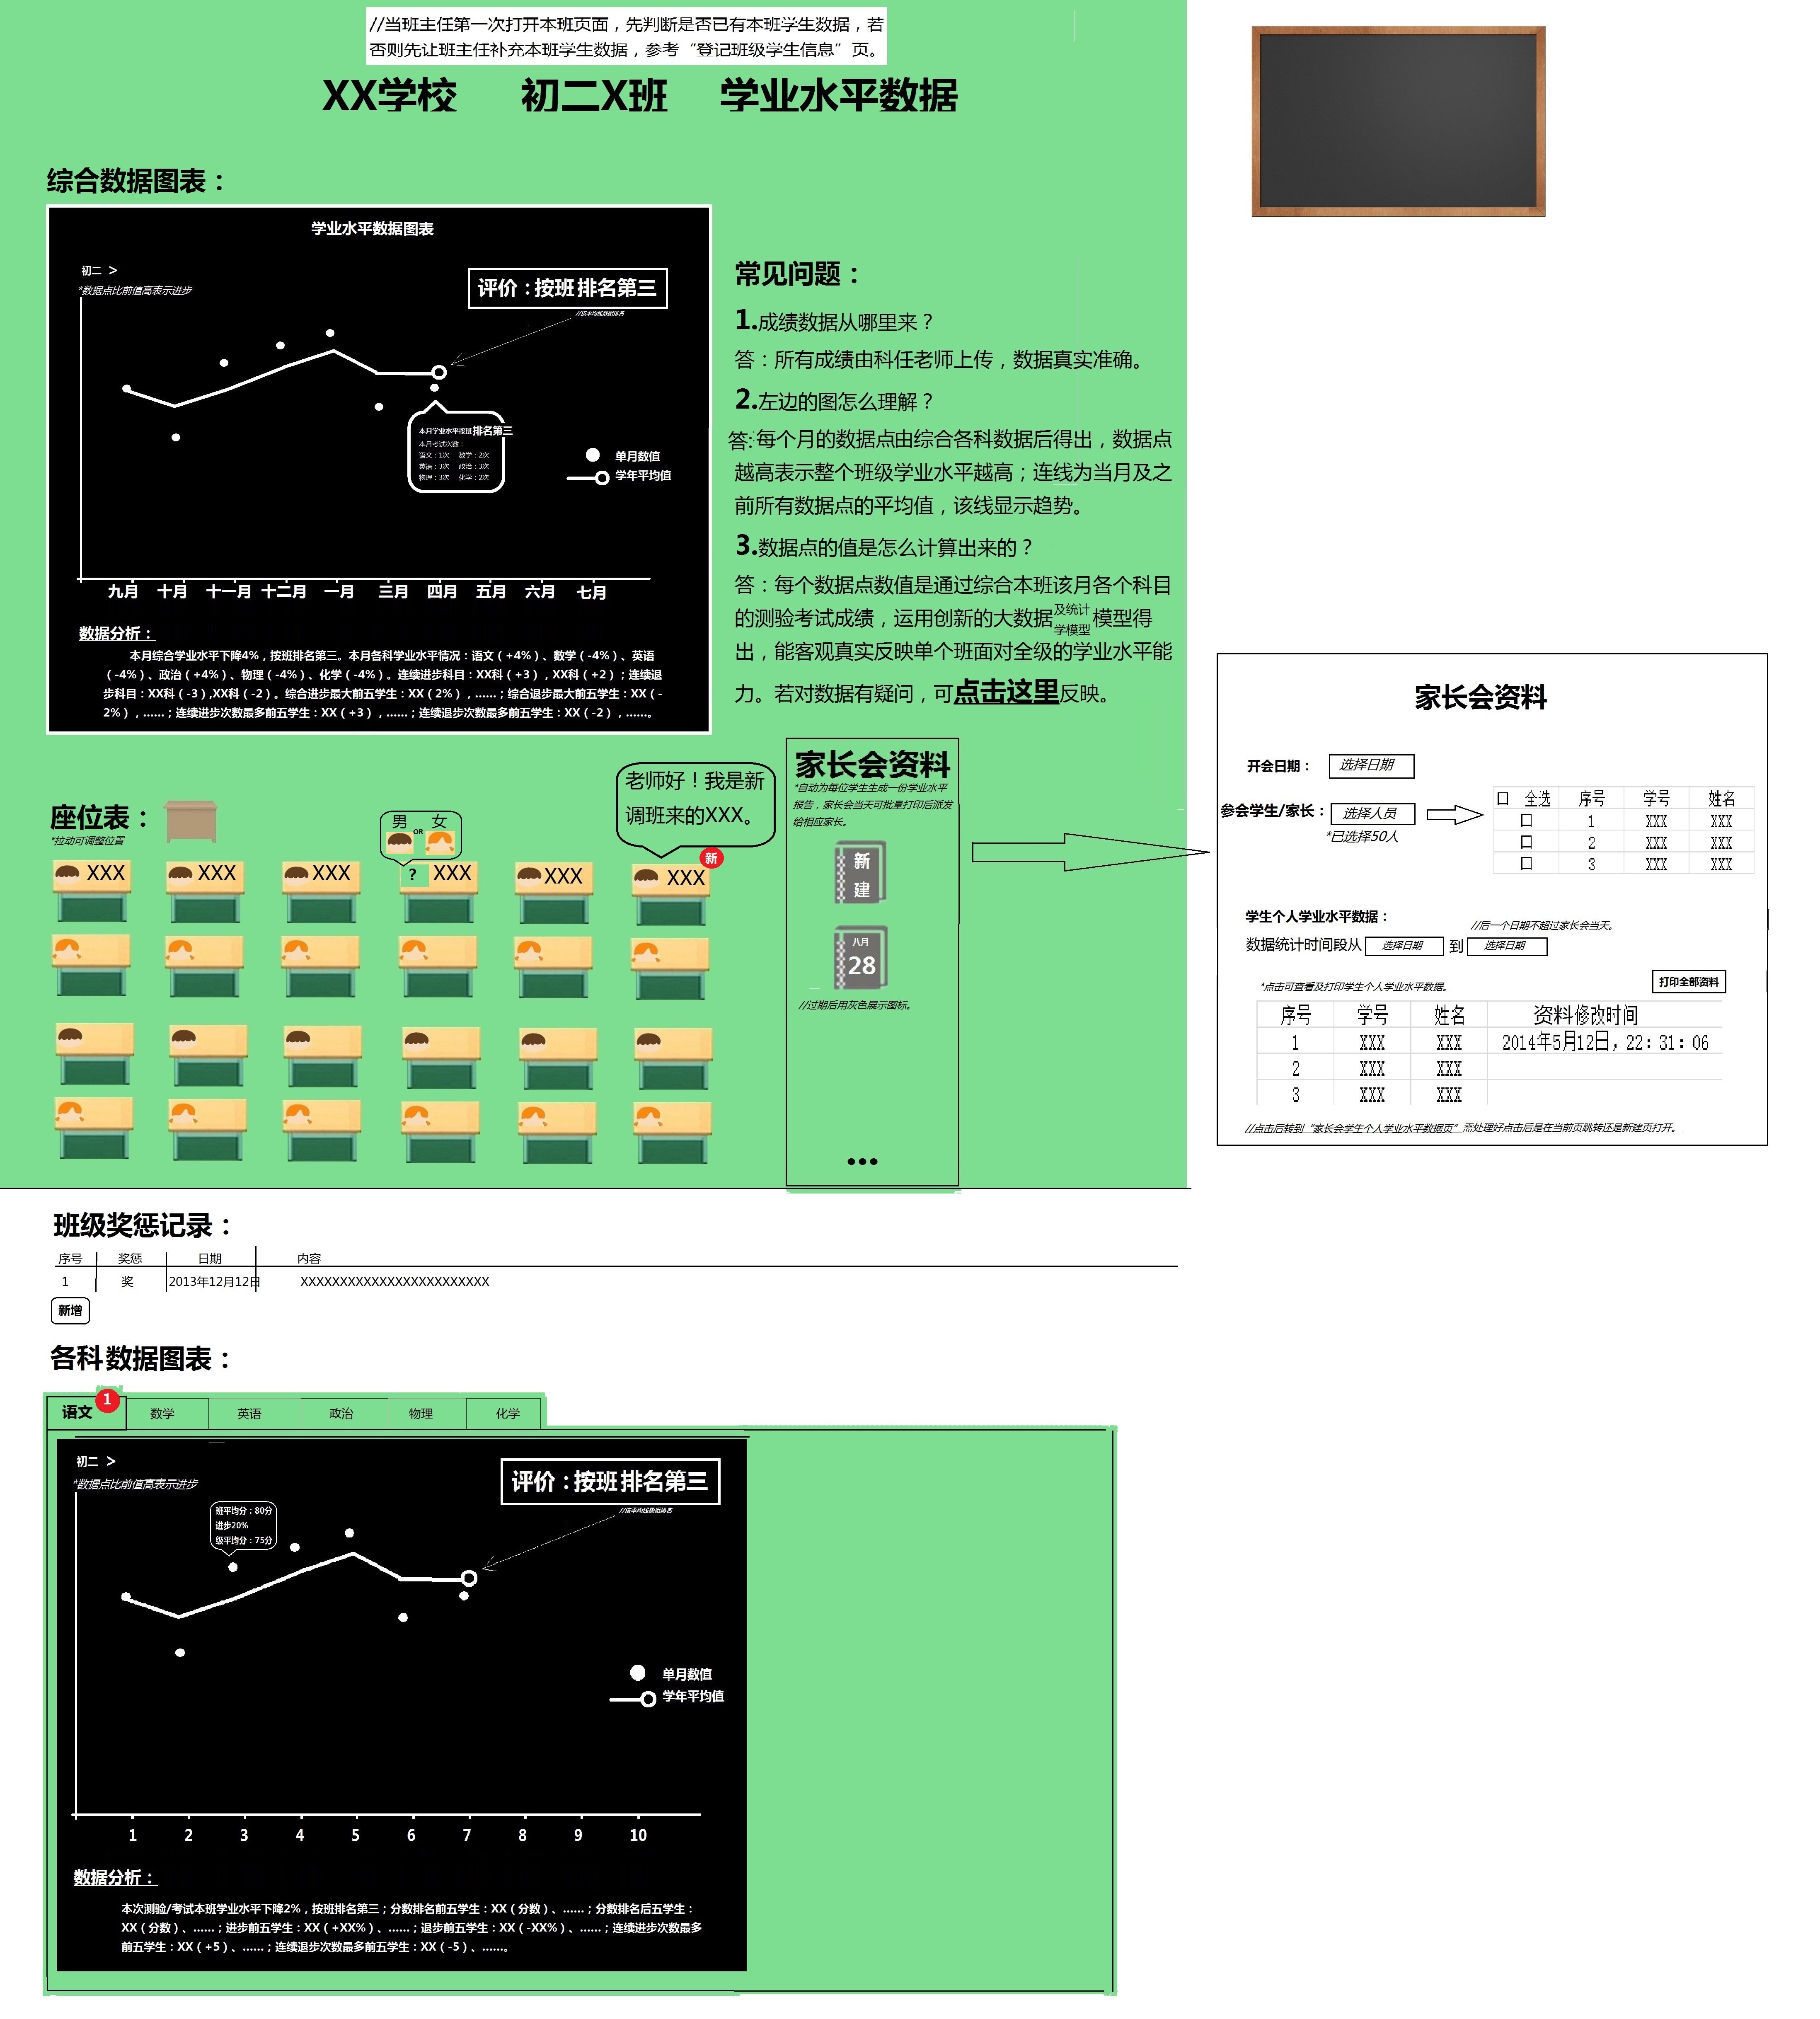 //当班主任第一次打开本班页面，先判断是否已有本班学生数据，若
否则先让班主任补充本班学生数据，参考“登记班级学生信息”页。
XX学校 初二X班 学业水平数据
综合数据图表：
学业水平数据图表
初二 >
*数据点比前值高表示进步
评价：按班排名第三
//按平均线数据排名
本月学业水平按班排名第三
本月考试次数：
语文：1次 数学：2次
英语：3次 政治：3次
物理：3次 化学：2次
单月数值
学年平均值
九月 十月 十一月 十二月 一月 三月 四月 五月 六月 七月
数据分析：
本月综合学业水平下降4%，按班排名第三。本月各科学业水平情况：语文（+4%）、数学（-4%）、英语
（-4%）、政治（+4%）、物理（-4%）、化学（-4%）。连续进步科目：XX科（+3），XX科（+2）；连续退
步科目：XX科（-3）,XX科（-2）。综合进步最大前五学生：XX（2%），……；综合退步最大前五学生：XX（-
2%），……；连续进步次数最多前五学生：XX（+3），……；连续退步次数最多前五学生：XX（-2），……。
常见问题：
1.成绩数据从哪里来？
答：所有成绩由科任老师上传，数据真实准确。
2.左边的图怎么理解？
答:每个月的数据点由综合各科数据后得出，数据点
越高表示整个班级学业水平越高；连线为当月及之
前所有数据点的平均值，该线显示趋势。
3.数据点的值是怎么计算出来的？
答：每个数据点数值是通过综合本班该月各个科目
的测验考试成绩，运用创新的大数据及统计学模型模型得
出，能客观真实反映单个班面对全级的学业水平能
力。若对数据有疑问，可点击这里反映。
座位表：
*拉动可调整位置
男 OR 女
老师好！我是新
调班来的XXX。
新
XXX XXX XXX ? XXX XXX XXX
家长会资料
*自动为每位学生生成一份学业水平
报告，家长会当天可批量打印后派发
给相应家长。
新
建
八月
28
//过期后用灰色展示图标。
...
家长会资料
开会日期： 选择日期
参会学生/家长： 选择人员
*已选择50人
口 全选 序号 学号 姓名
口 1 XXX XXX
口 2 XXX XXX
口 3 XXX XXX
学生个人学业水平数据：
//后一个日期不超过家长会当天。
数据统计时间段从 选择日期 到 选择日期
打印全部资料
*点击可查看及打印学生个人学业水平数据。
序号 学号 姓名 资料修改时间
1 XXX XXX 2014年5月12日，22：31：06
2 XXX XXX
3 XXX XXX
//点击后转到“家长会学生个人学业水平数据页”需处理好点击后是在当前页跳转还是新建页打开。
班级奖惩记录：
序号 奖惩 日期 内容
1 奖 2013年12月12日 XXXXXXXXXXXXXXXXXXXXXXXX
新增
各科数据图表：
语文 1 数学 英语 政治 物理 化学
初二 >
*数据点比前值高表示进步
班平均分：80分
进步20%
级平均分：75分
评价：按班排名第三
//按平均线数据排名
单月数值
学年平均值
1 2 3 4 5 6 7 8 9 10
数据分析：
本次测验/考试本班学业水平下降2%，按班排名第三；分数排名前五学生：XX（分数）、……；分数排名后五学生：
XX（分数）、……；进步前五学生：XX（+XX%）、……；退步前五学生：XX（-XX%）、……；连续进步次数最多
前五学生：XX（+5）、……；连续退步次数最多前五学生：XX（-5）、……。